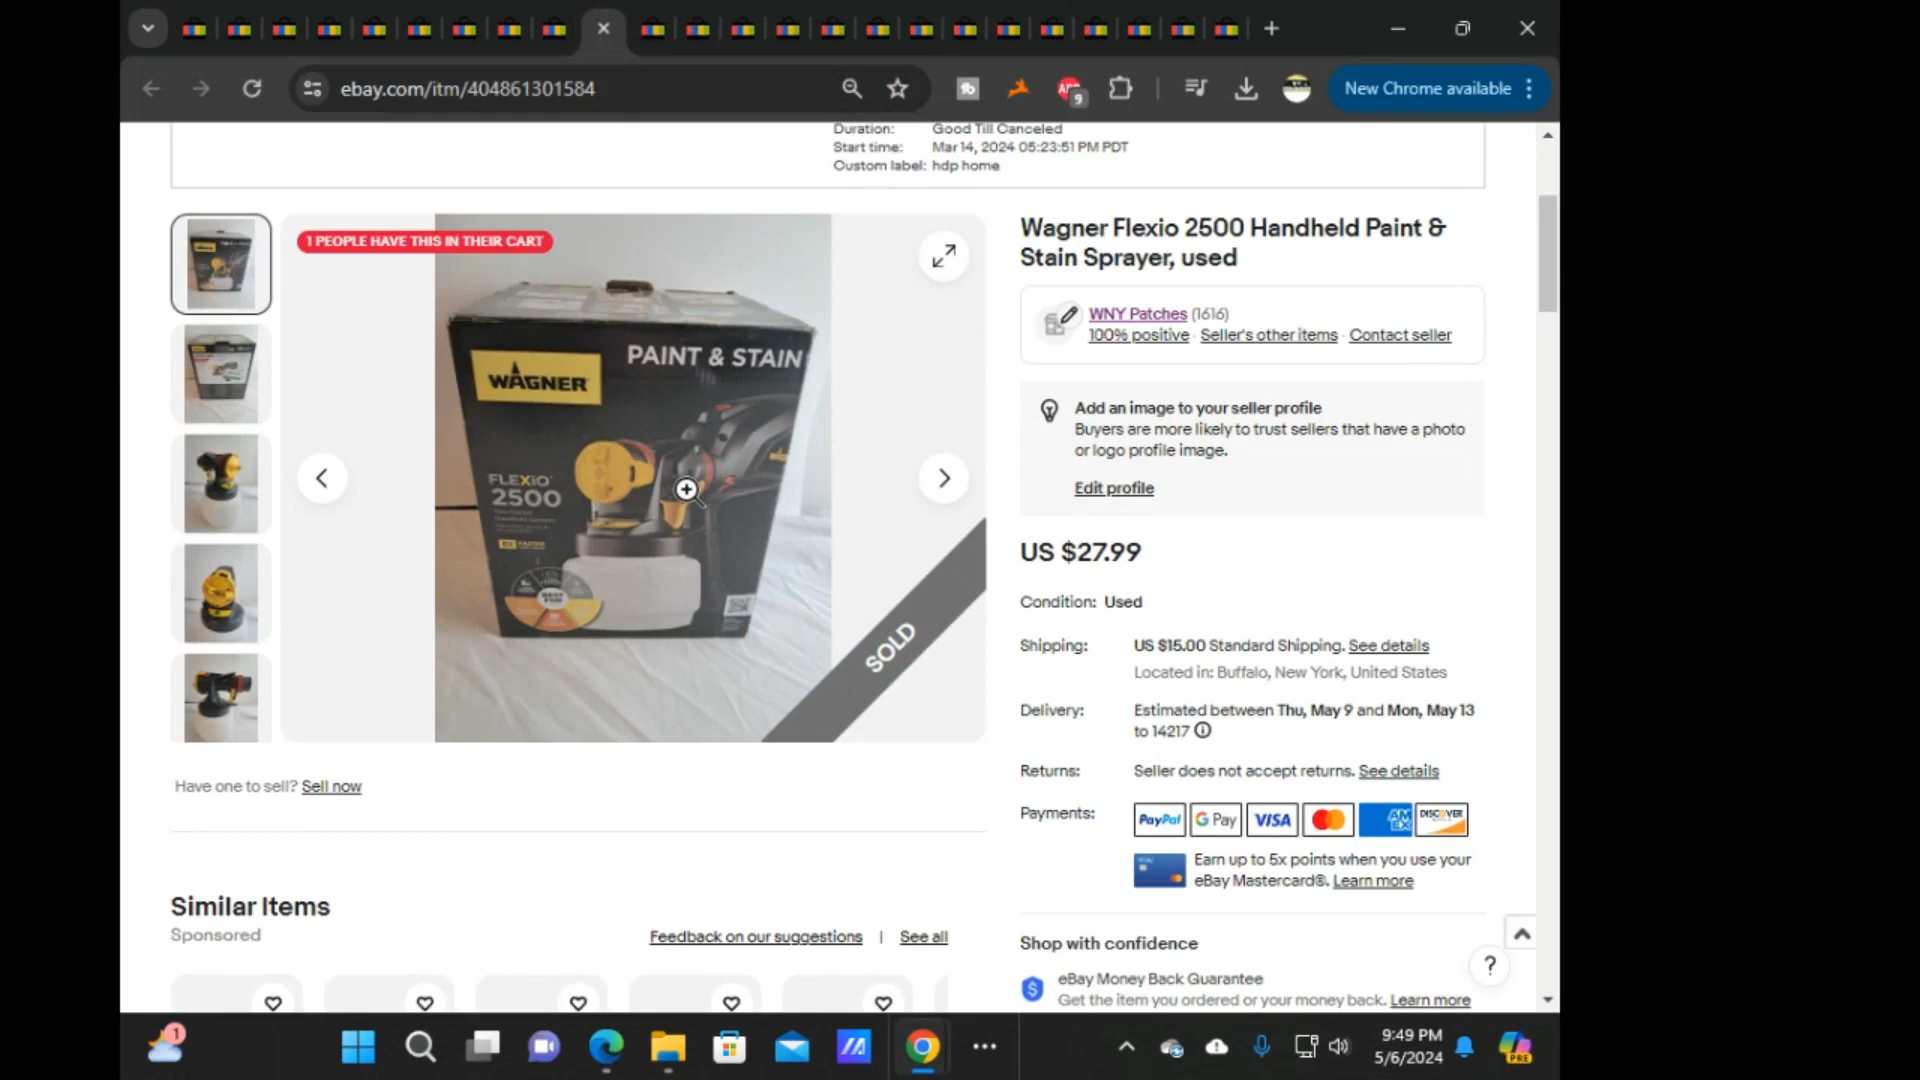 ebay.com/itm/404861301584
9
New Chrome available
Duration: Good Till Canceled
Start time: Mar 14, 2024 05:23:51 PM PDT
Custom label: hdp home
1 PEOPLE HAVE THIS IN THEIR CART
WAGNER
PAINT & STAIN
FLEXiO
2500
SOLD
Wagner Flexio 2500 Handheld Paint &
Stain Sprayer, used
WNY Patches (1616)
100% positive · Seller's other items · Contact seller
Add an image to your seller profile
Buyers are more likely to trust sellers that have a photo
or logo profile image.
Edit profile
US $27.99
Condition: Used
Shipping: US $15.00 Standard Shipping. See details
Located in: Buffalo, New York, United States
Delivery: Estimated between Thu, May 9 and Mon, May 13
to 14217
Returns: Seller does not accept returns. See details
Payments: PayPal G Pay VISA AMEX DISCOVER
Earn up to 5x points when you use your
eBay Mastercard®. Learn more
Have one to sell? Sell now
Similar Items
Sponsored
Feedback on our suggestions | See all
Shop with confidence
eBay Money Back Guarantee
Get the item you ordered or your money back. Learn more
?
1
9:49 PM
5/6/2024
PRE